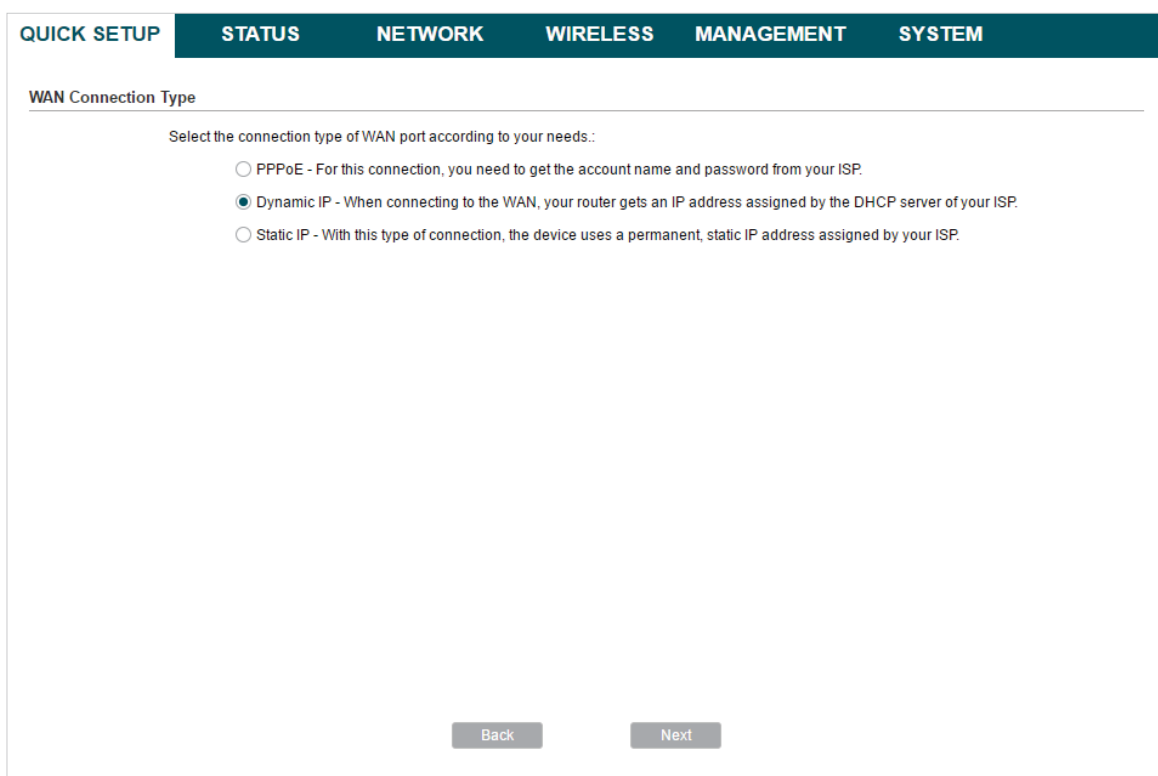 QUICK SETUP STATUS NETWORK WIRELESS MANAGEMENT SYSTEM
WAN Connection Type
Select the connection type of WAN port according to your needs.:
PPPoE - For this connection, you need to get the account name and password from your ISP.
Dynamic IP - When connecting to the WAN, your router gets an IP address assigned by the DHCP server of your ISP.
Static IP - With this type of connection, the device uses a permanent, static IP address assigned by your ISP.
Back Next